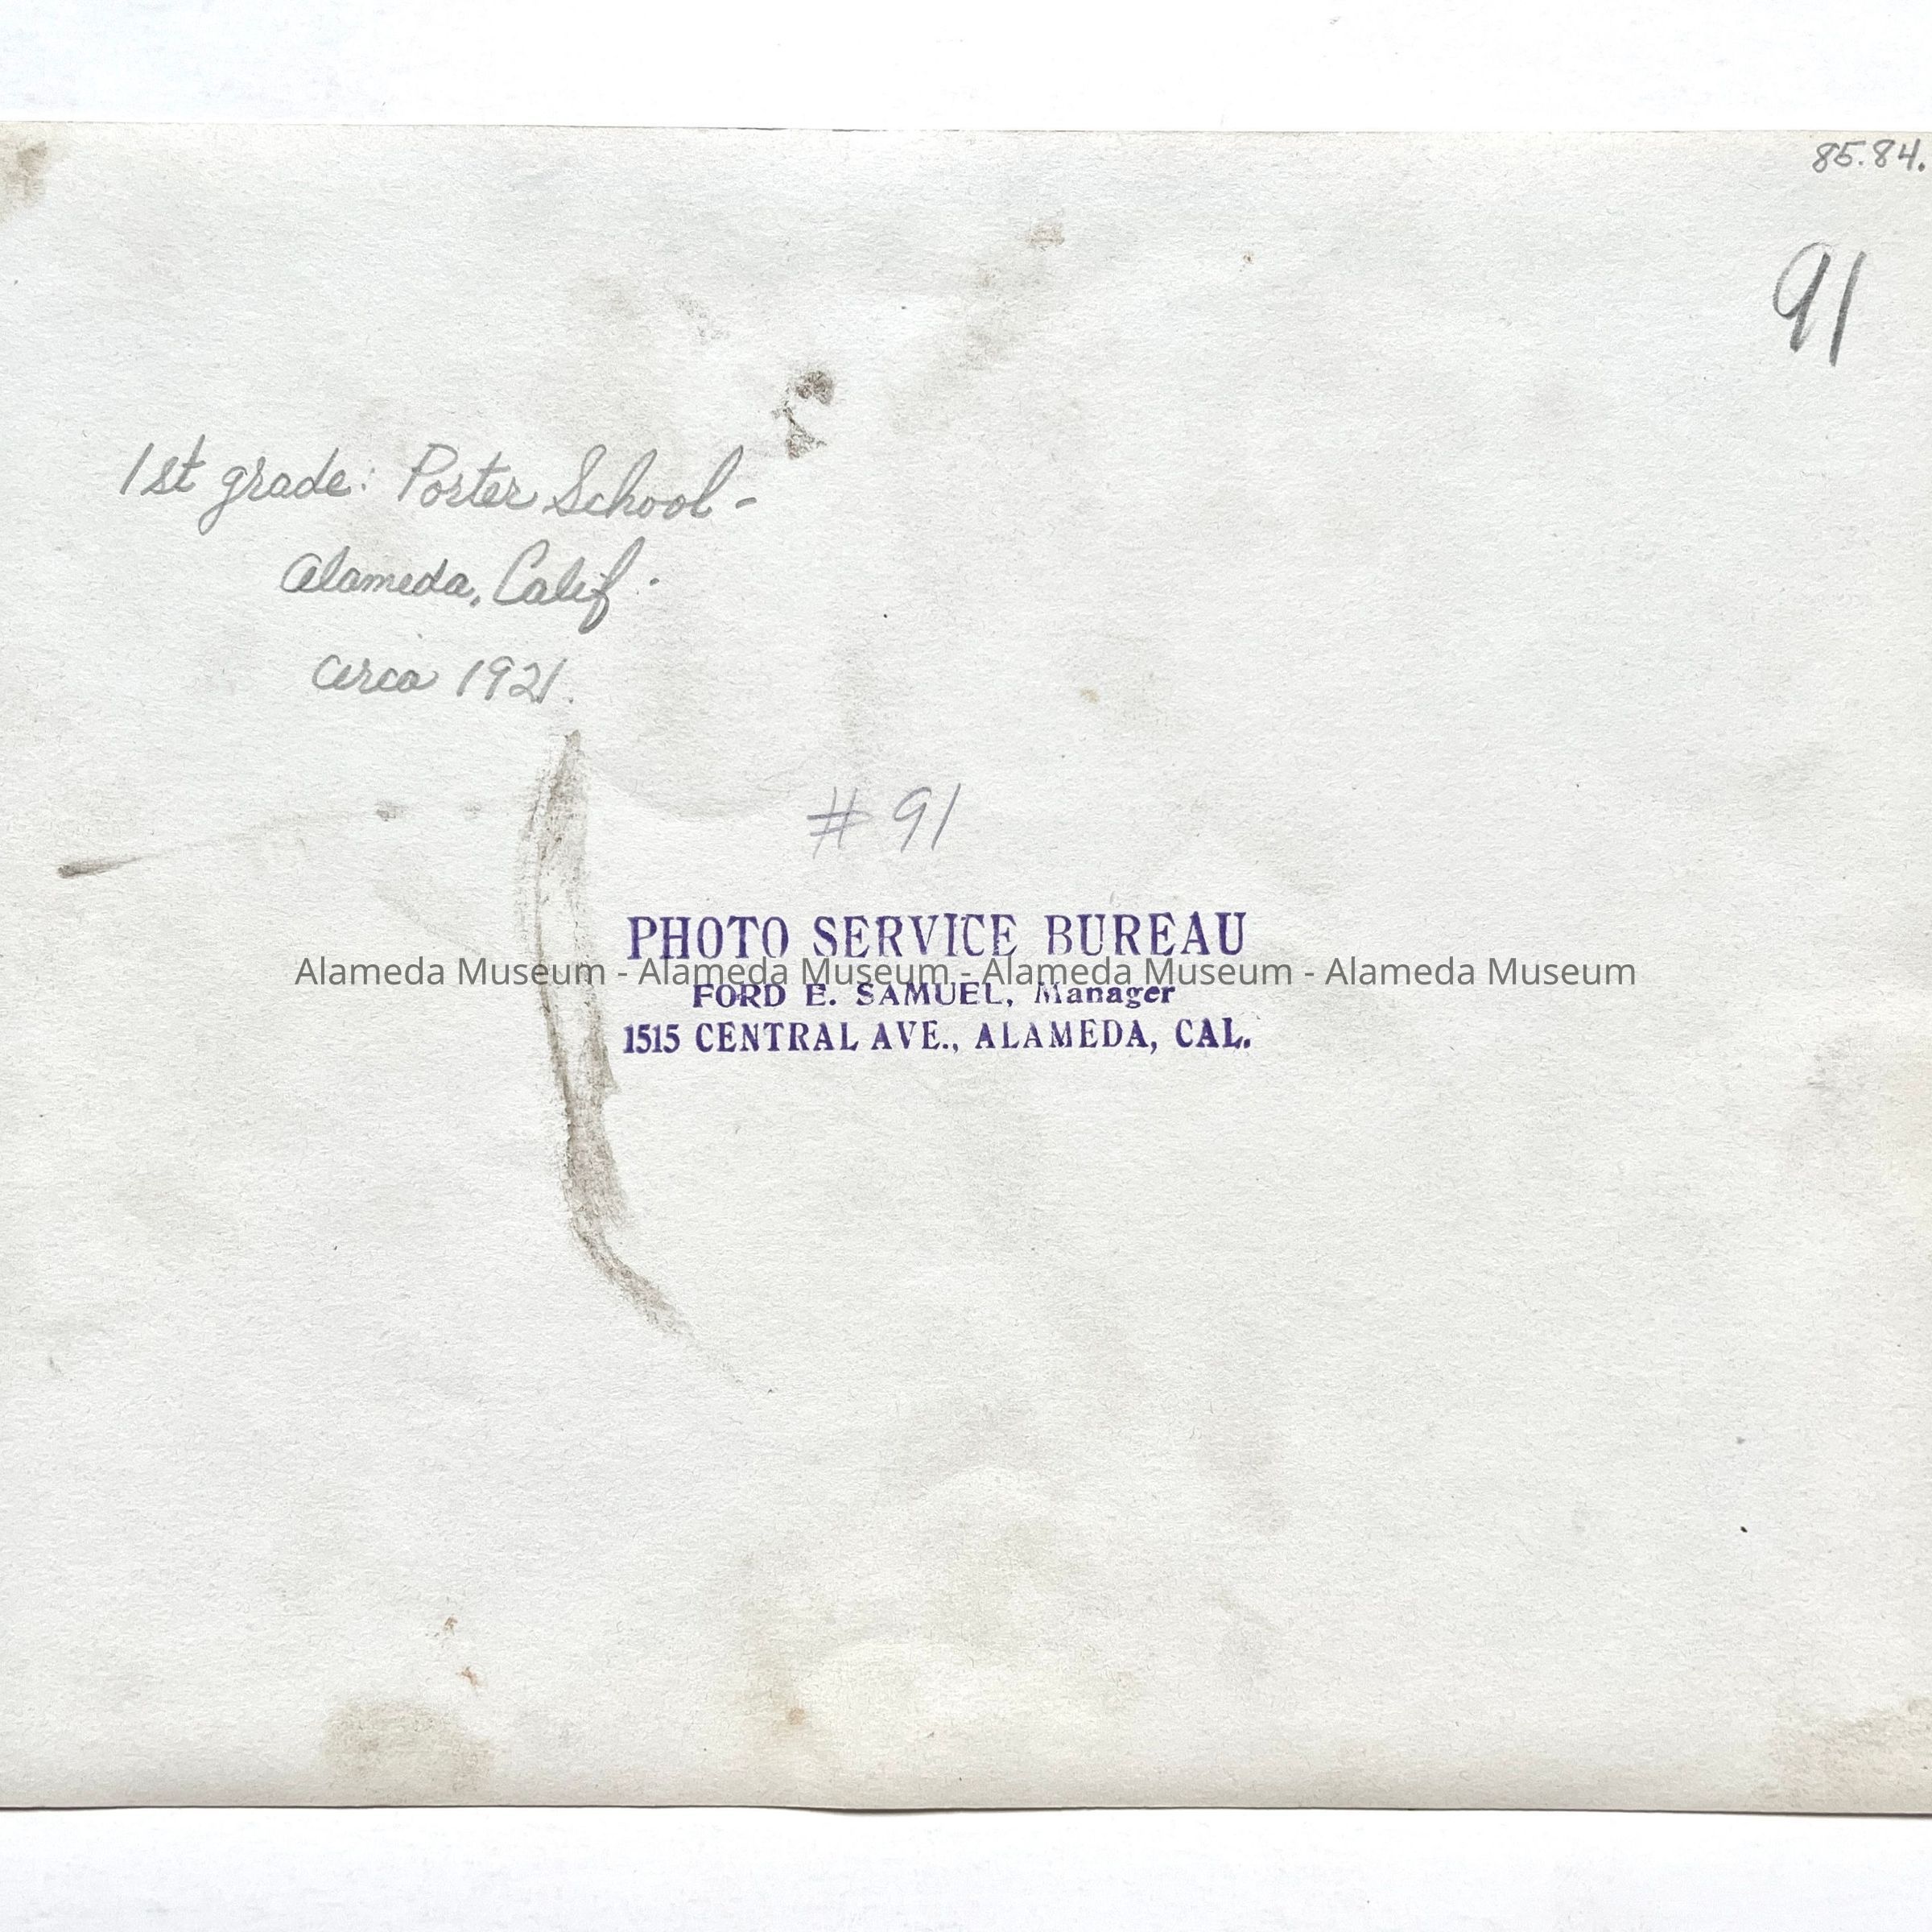 85.84.
91
1st grade: Porter School -
Alameda, Calif.
circa 1921.
# 91
PHOTO SERVICE BUREAU
Alameda Museum - Alameda Museum - Alameda Museum - Alameda Museum
FORD E. SAMUEL, Manager
1515 CENTRAL AVE., ALAMEDA, CAL.